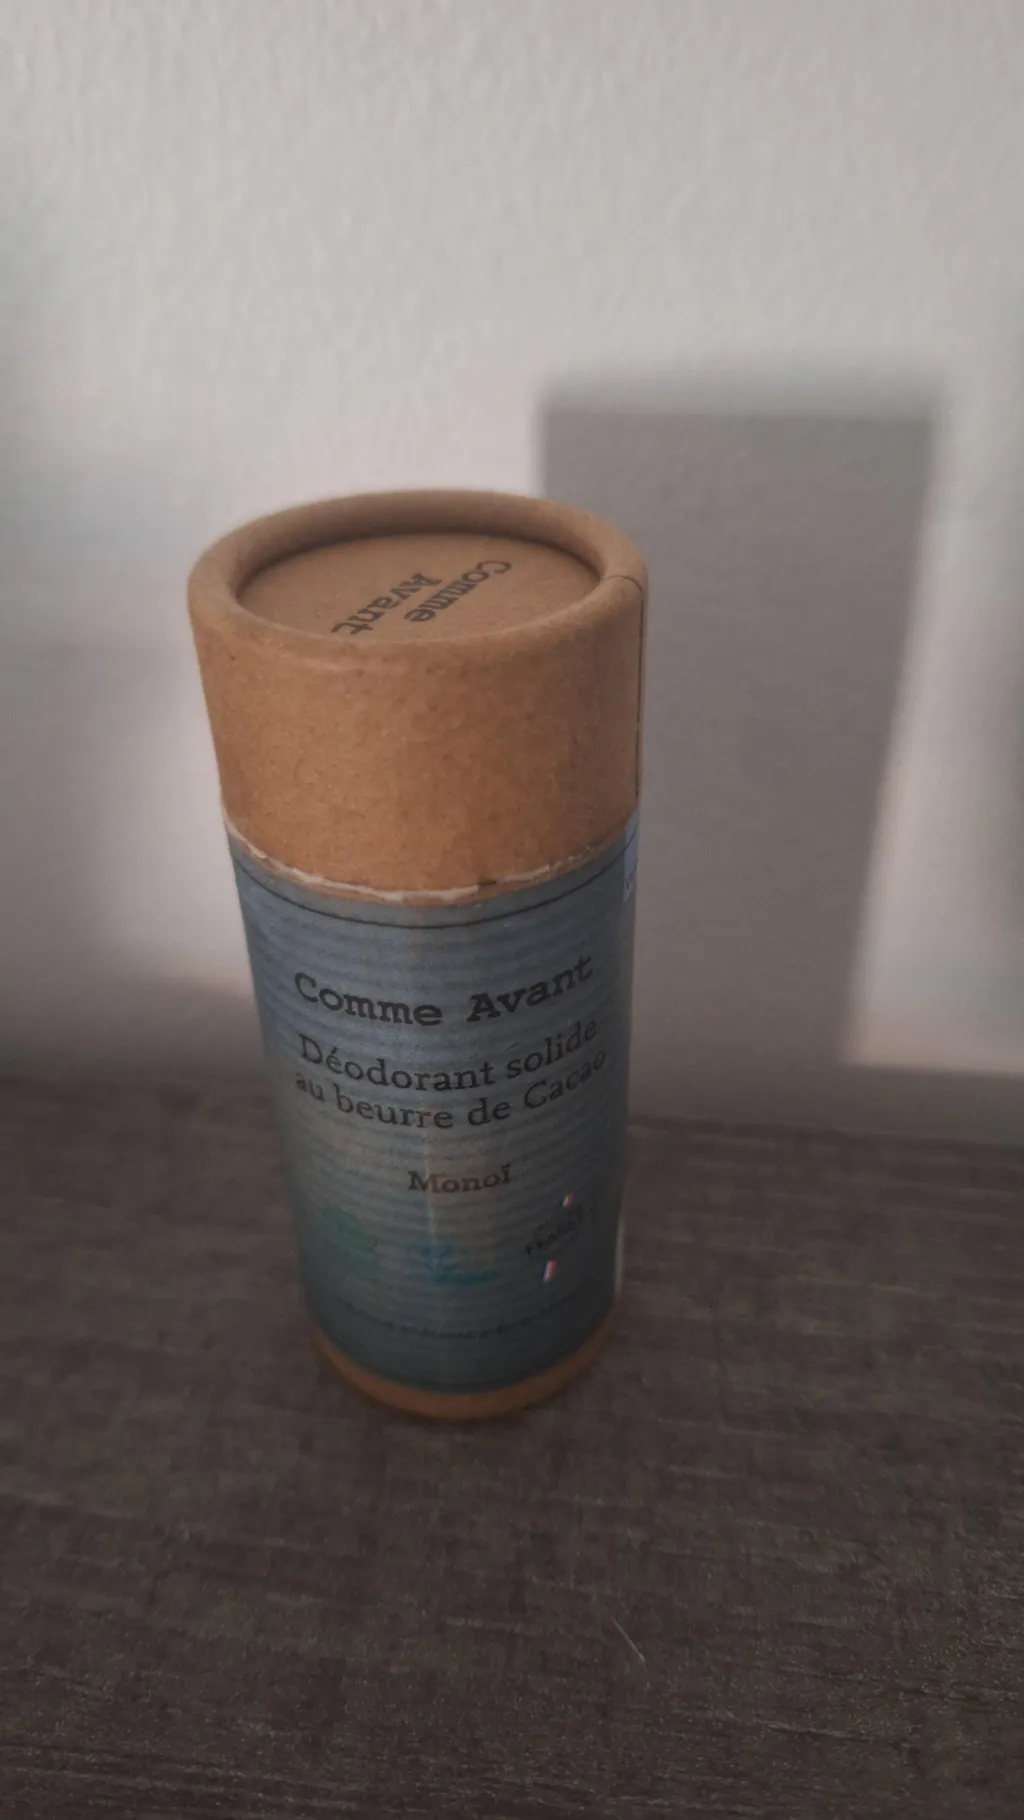 Comme
Avant
Comme Avant
Déodorant solide
au beurre de Cacao
Monoï